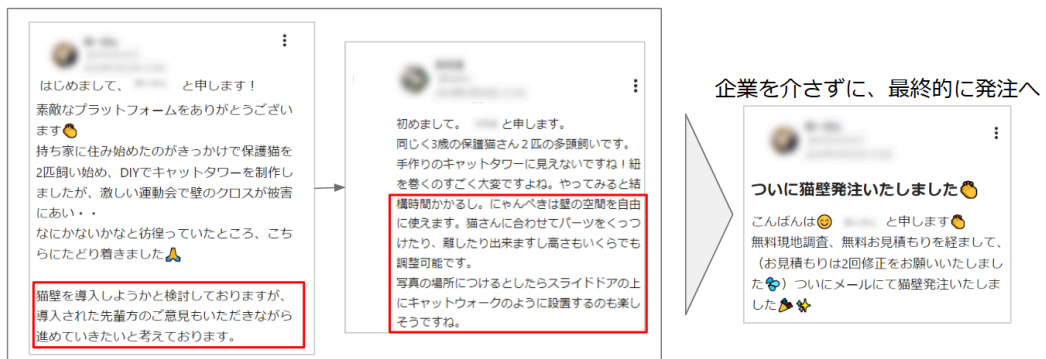 はじめまして、 と申します！
素敵なプラットフォームをありがとうござい
ます👏
持ち家に住み始めたのがきっかけで保護猫を
2匹飼い始め、DIYでキャットタワーを制作し
ましたが、激しい運動会で壁のクロスが被害
にあい・・
なにかないかなと彷徨っていたところ、こち
らにたどり着きました🙏
猫壁を導入しようかと検討しておりますが、
導入された先輩方のご意見もいただきながら
進めていきたいと考えております。
初めまして。 と申します。
同じく3歳の保護猫さん２匹の多頭飼いです。
手作りのキャットタワーに見えないですね！紐
を巻くのすごく大変ですよね。やってみると結
構時間かかるし。にゃんぺきは壁の空間を自由
に使えます。猫さんに合わせてパーツをくっつ
けたり、離したり出来ますし高さもいくらでも
調整可能です。
写真の場所につけるとしたらスライドドアの上
にキャットウォークのように設置するのも楽し
そうですね。
企業を介さずに、最終的に発注へ
ついに猫壁発注いたしました👏
こんばんは😊 と申します👏
無料現地調査、無料お見積もりを経まして、
（お見積もりは2回修正をお願いいたしまし
た💦）ついにメールにて猫壁発注いたしま
した🎉✨